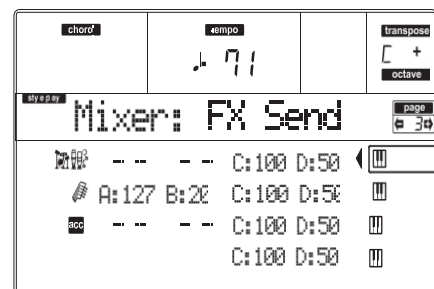 chord tempo transpose
71 C +
octave
style play
Mixer: FX Send page
3
-- -- -- -- C:100 D:50
A:127 B:20 C:100 D:50
acc -- -- -- -- C:100 D:50
C:100 D:50